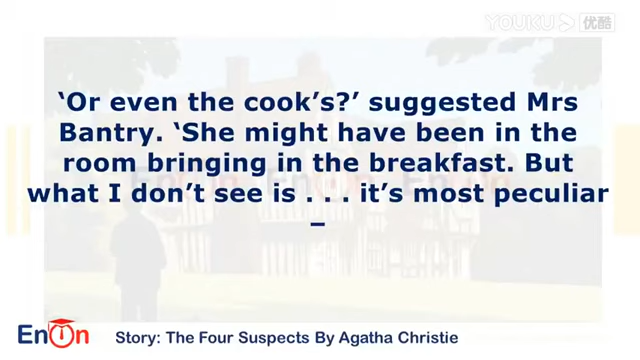 YOUKU 优酷
‘Or even the cook’s?’ suggested Mrs
Bantry. ‘She might have been in the
room bringing in the breakfast. But
what I don’t see is . . . it’s most peculiar
–
EnOn
Story: The Four Suspects By Agatha Christie